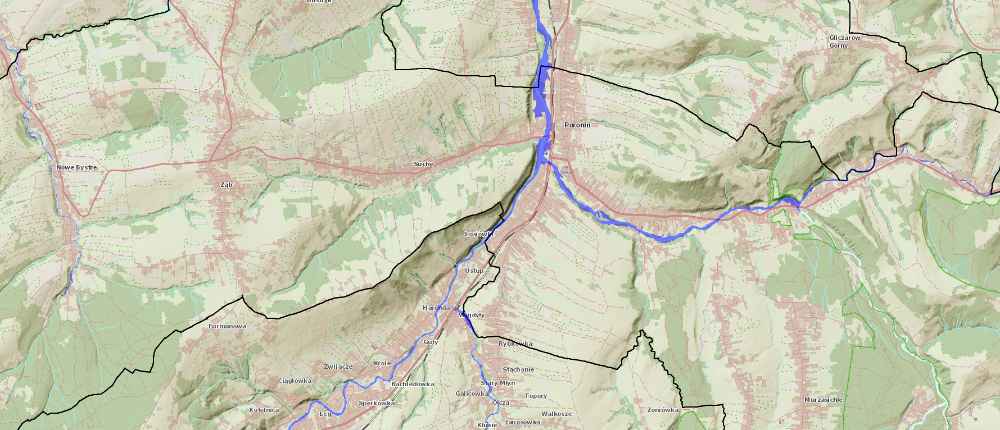 Bustryk
Gliczarów
Górny
Poronin
Suche
Nowe Bystre
Ząb
Łosiówka
Ustup
Harenda
Wojdyły
Furmanowa
Guty
Rybkówka
Króle
Zwijacze
Stachonie
Ciągłówka
Bachledówka
Stary Młyn
Galicówka
Topory
Olcza
Sperkówka
Murzasichle
Kotelnica
Łęg
Zoniówka
Walkosze
Janosówka
Klusie